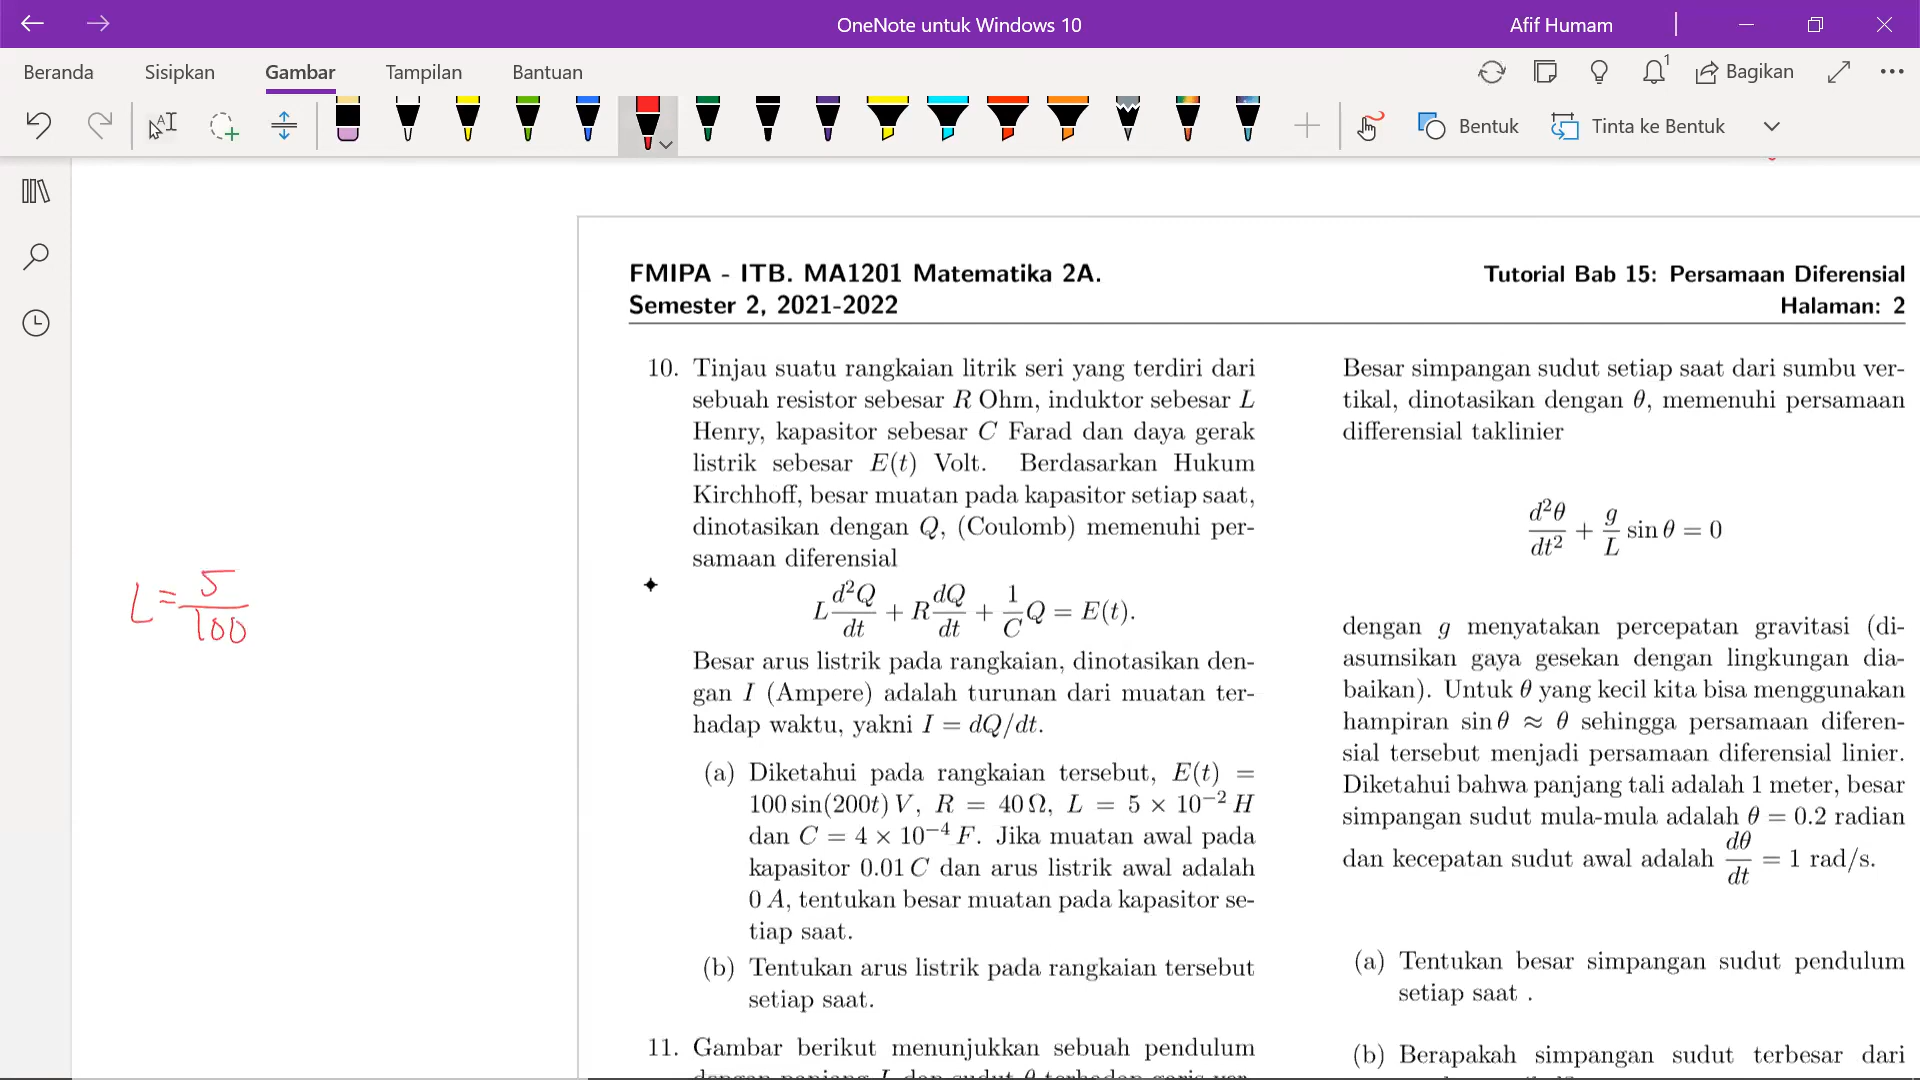 OneNote untuk Windows 10
Afif Humam
Beranda
Sisipkan
Gambar
Tampilan
Bantuan
1
Bagikan
Bentuk
Tinta ke Bentuk
FMIPA - ITB. MA1201 Matematika 2A.
Semester 2, 2021-2022
Tutorial Bab 15: Persamaan Diferensial
Halaman: 2
L = 5/100
10. Tinjau suatu rangkaian litrik seri yang terdiri dari
sebuah resistor sebesar R Ohm, induktor sebesar L
Henry, kapasitor sebesar C Farad dan daya gerak
listrik sebesar E(t) Volt. Berdasarkan Hukum
Kirchhoff, besar muatan pada kapasitor setiap saat,
dinotasikan dengan Q, (Coulomb) memenuhi per-
samaan diferensial
L d²Q/dt + R dQ/dt + 1/C Q = E(t).
Besar arus listrik pada rangkaian, dinotasikan den-
gan I (Ampere) adalah turunan dari muatan ter-
hadap waktu, yakni I = dQ/dt.
(a) Diketahui pada rangkaian tersebut, E(t) =
100 sin(200t) V, R = 40 Ω, L = 5 × 10⁻² H
dan C = 4 × 10⁻⁴ F. Jika muatan awal pada
kapasitor 0.01 C dan arus listrik awal adalah
0 A, tentukan besar muatan pada kapasitor se-
tiap saat.
(b) Tentukan arus listrik pada rangkaian tersebut
setiap saat.
11. Gambar berikut menunjukkan sebuah pendulum
Besar simpangan sudut setiap saat dari sumbu ver-
tikal, dinotasikan dengan θ, memenuhi persamaan
differensial taklinier
d²θ/dt² + g/L sin θ = 0
dengan g menyatakan percepatan gravitasi (di-
asumsikan gaya gesekan dengan lingkungan dia-
baikan). Untuk θ yang kecil kita bisa menggunakan
hampiran sin θ ≈ θ sehingga persamaan diferen-
sial tersebut menjadi persamaan diferensial linier.
Diketahui bahwa panjang tali adalah 1 meter, besar
simpangan sudut mula-mula adalah θ = 0.2 radian
dan kecepatan sudut awal adalah dθ/dt = 1 rad/s.
(a) Tentukan besar simpangan sudut pendulum
setiap saat .
(b) Berapakah simpangan sudut terbesar dari